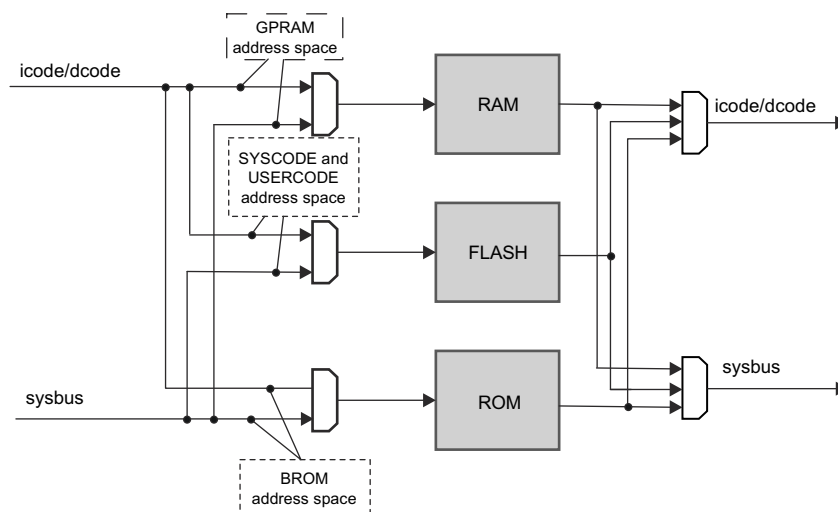 GPRAM
address space
icode/dcode
RAM
icode/dcode
SYSCODE and
USERCODE
address space
FLASH
sysbus
sysbus
ROM
BROM
address space